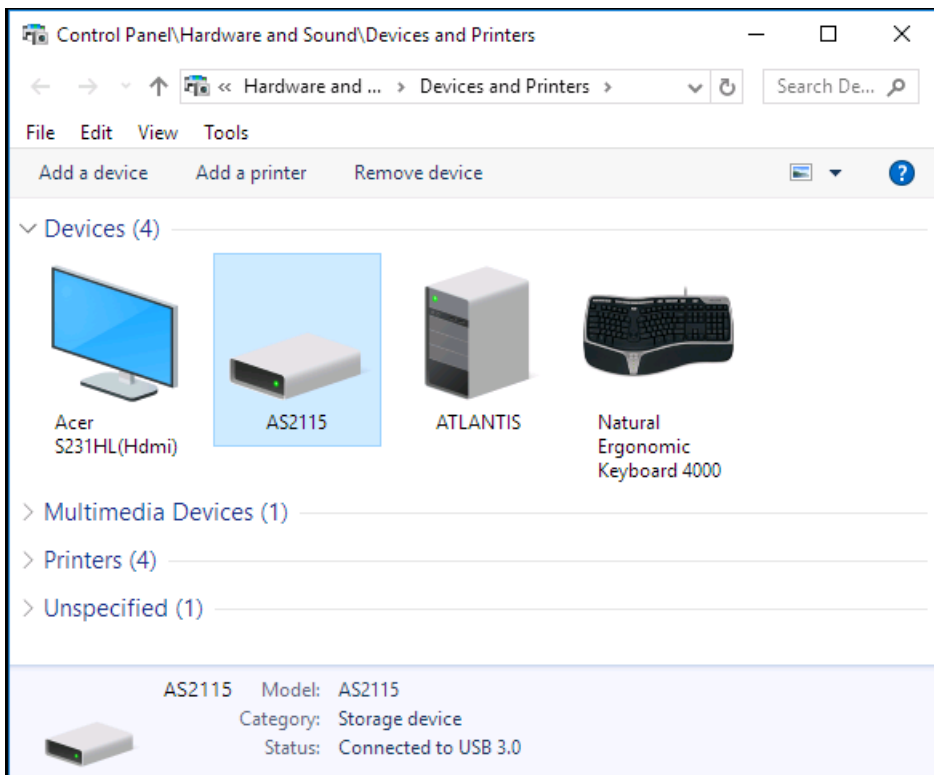 Control Panel\Hardware and Sound\Devices and Printers
« Hardware and ... › Devices and Printers ›
Search De...
File Edit View Tools
Add a device Add a printer Remove device
?
Devices (4)
Acer
S231HL(Hdmi)
AS2115
ATLANTIS
Natural
Ergonomic
Keyboard 4000
Multimedia Devices (1)
Printers (4)
Unspecified (1)
AS2115 Model: AS2115
Category: Storage device
Status: Connected to USB 3.0